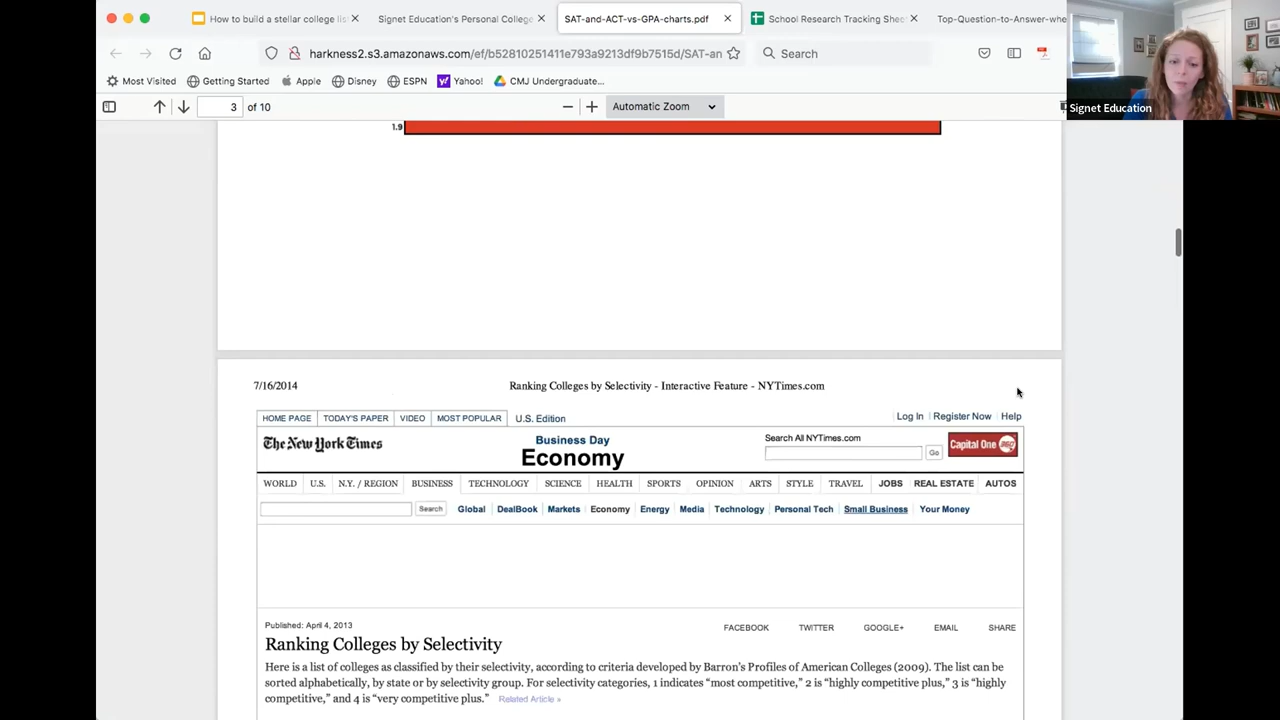 How to build a stellar college lis
Signet Education's Personal College
SAT-and-ACT-vs-GPA-charts.pdf
School Research Tracking Shee
Top-Question-to-Answer-whe
harkness2.s3.amazonaws.com/ef/b52810251411e793a9213df9b7515d/SAT-an
Search
Most Visited
Getting Started
Apple
Disney
ESPN
Yahoo!
CMJ Undergraduate...
Signet Education
3 of 10
Automatic Zoom
1.9
7/16/2014
Ranking Colleges by Selectivity - Interactive Feature - NYTimes.com
HOME PAGE TODAY'S PAPER VIDEO MOST POPULAR U.S. Edition
Log In Register Now Help
The New York Times
Business Day
Economy
Search All NYTimes.com
Go
Capital One 360
WORLD U.S. N.Y. / REGION BUSINESS TECHNOLOGY SCIENCE HEALTH SPORTS OPINION ARTS STYLE TRAVEL JOBS REAL ESTATE AUTOS
Search Global DealBook Markets Economy Energy Media Technology Personal Tech Small Business Your Money
Published: April 4, 2013
FACEBOOK TWITTER GOOGLE+ EMAIL SHARE
Ranking Colleges by Selectivity
Here is a list of colleges as classified by their selectivity, according to criteria developed by Barron's Profiles of American Colleges (2009). The list can
be sorted alphabetically, by state or by selectivity group. For selectivity categories, 1 indicates "most competitive," 2 is "highly competitive plus," 3 is "highly
competitive," and 4 is "very competitive plus." Related Article »